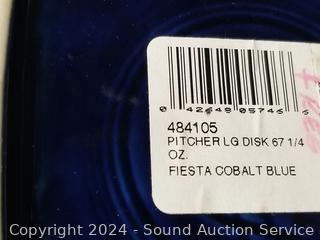 0 42649 05746 6
484105
PITCHER LG DISK 67 1/4
OZ.
FIESTA COBALT BLUE
Copyright 2024 - Sound Auction Service